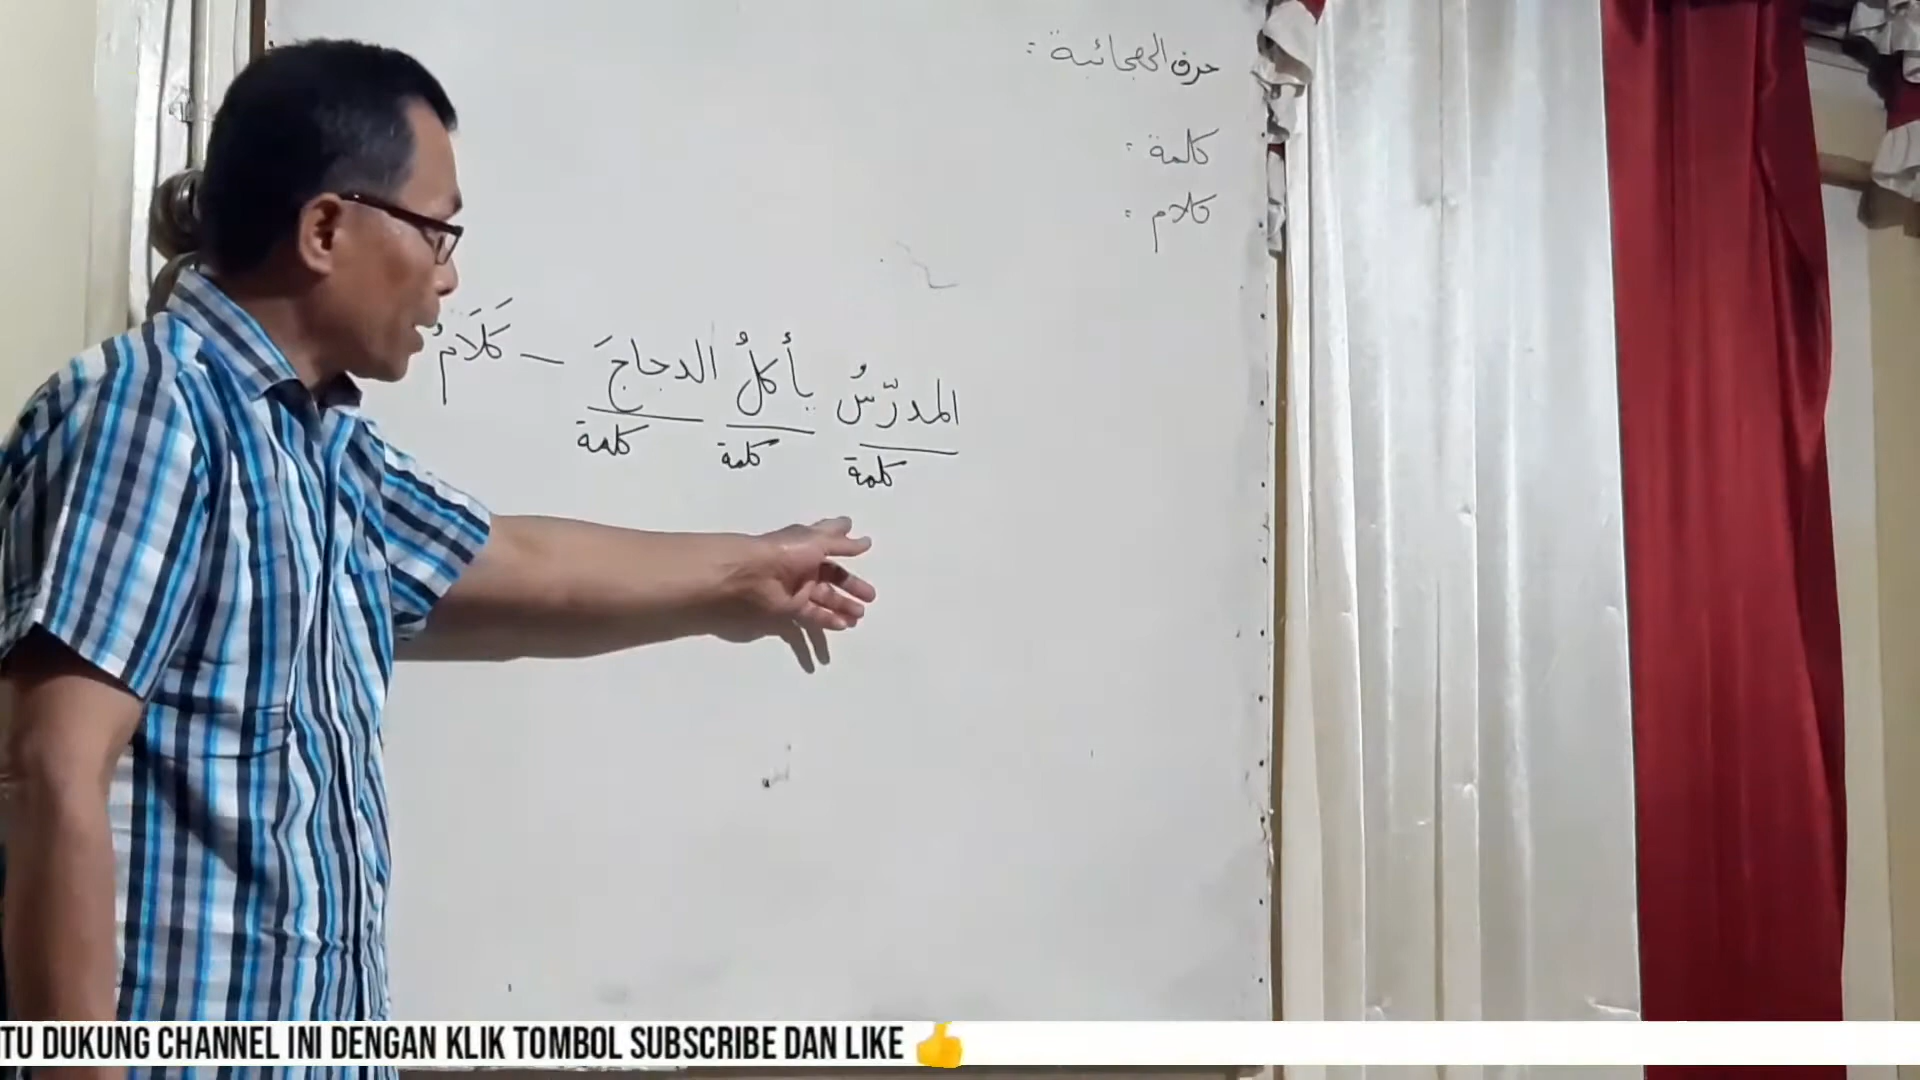 حرف الهجائية :
كلمة :
كلام :
المدرّسُ يأكلُ الدجاجَ – كَلَامٌ
كلمة كلمة كلمة
TU DUKUNG CHANNEL INI DENGAN KLIK TOMBOL SUBSCRIBE DAN LIKE 👍